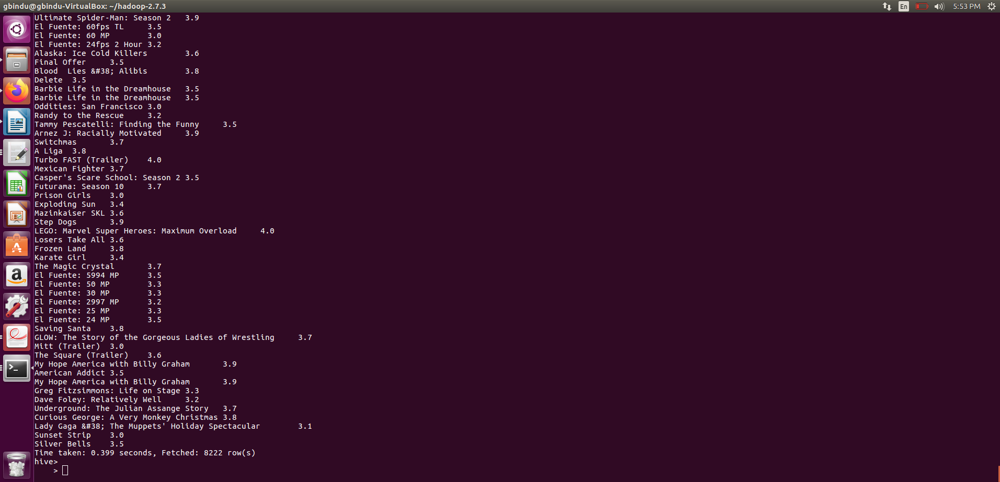 gbindu@gbindu-VirtualBox: ~/hadoop-2.7.3 En 5:53 PM
Ultimate Spider-Man: Season 2 3.9
El Fuente: 60fps TL 3.5
El Fuente: 60 MP 3.0
El Fuente: 24fps 2 Hour 3.2
Alaska: Ice Cold Killers 3.6
Final Offer 3.5
Blood  Lies &#38; Alibis 3.8
Delete 3.5
Barbie Life in the Dreamhouse 3.5
Barbie Life in the Dreamhouse 3.5
Oddities: San Francisco 3.0
Randy to the Rescue 3.2
Tammy Pescatelli: Finding the Funny 3.5
Arnez J: Racially Motivated 3.9
Switchmas 3.7
A Liga 3.8
Turbo FAST (Trailer) 4.0
Mexican Fighter 3.7
Casper's Scare School: Season 2 3.5
Futurama: Season 10 3.7
Prison Girls 3.0
Exploding Sun 3.4
Mazinkaiser SKL 3.6
Step Dogs 3.9
LEGO: Marvel Super Heroes: Maximum Overload 4.0
Losers Take All 3.6
Frozen Land 3.8
Karate Girl 3.4
The Magic Crystal 3.7
El Fuente: 5994 MP 3.5
El Fuente: 50 MP 3.3
El Fuente: 30 MP 3.3
El Fuente: 2997 MP 3.2
El Fuente: 25 MP 3.3
El Fuente: 24 MP 3.5
Saving Santa 3.8
GLOW: The Story of the Gorgeous Ladies of Wrestling 3.7
Mitt (Trailer) 3.0
The Square (Trailer) 3.6
My Hope America with Billy Graham 3.9
American Addict 3.5
My Hope America with Billy Graham 3.9
Greg Fitzsimmons: Life on Stage 3.3
Dave Foley: Relatively Well 3.2
Underground: The Julian Assange Story 3.7
Curious George: A Very Monkey Christmas 3.8
Lady Gaga &#38; The Muppets' Holiday Spectacular 3.1
Sunset Strip 3.0
Silver Bells 3.5
Time taken: 0.399 seconds, Fetched: 8222 row(s)
hive>
>